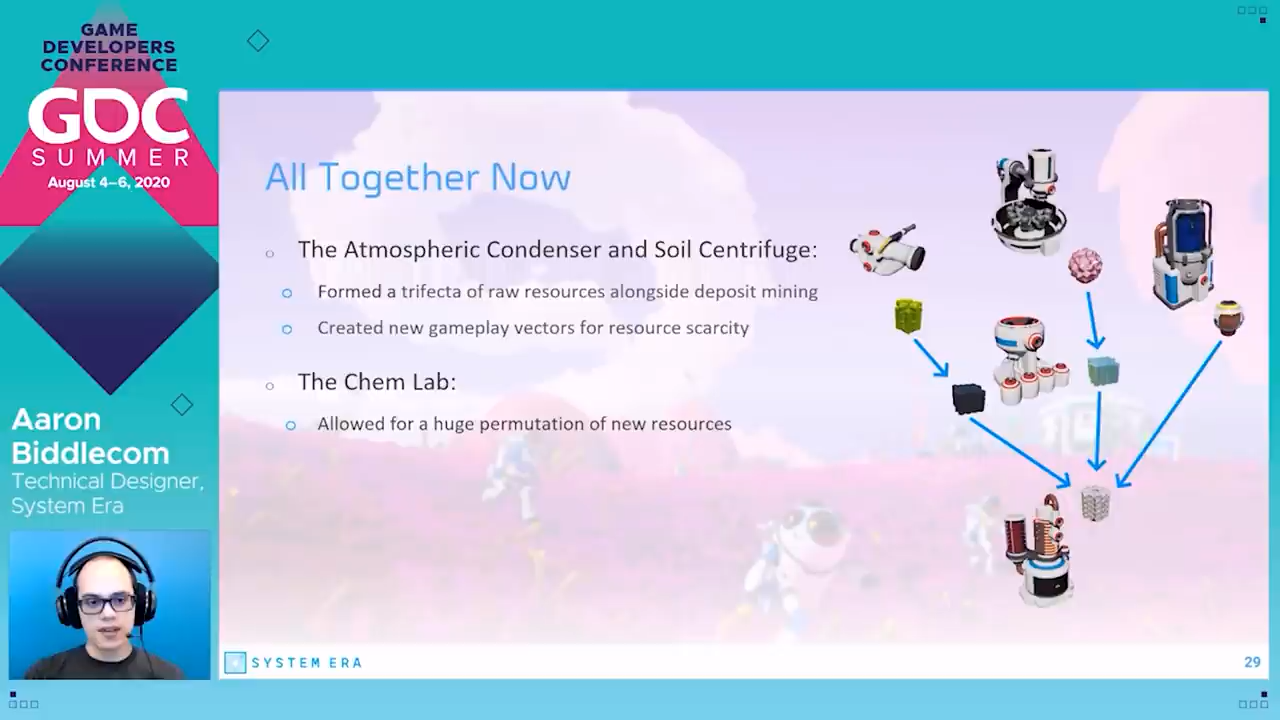 GAME
DEVELOPERS
CONFERENCE
GDC
SUMMER
August 4–6, 2020
Aaron
Biddlecom
Technical Designer,
System Era
All Together Now
The Atmospheric Condenser and Soil Centrifuge:
Formed a trifecta of raw resources alongside deposit mining
Created new gameplay vectors for resource scarcity
The Chem Lab:
Allowed for a huge permutation of new resources
SYSTEM ERA
29